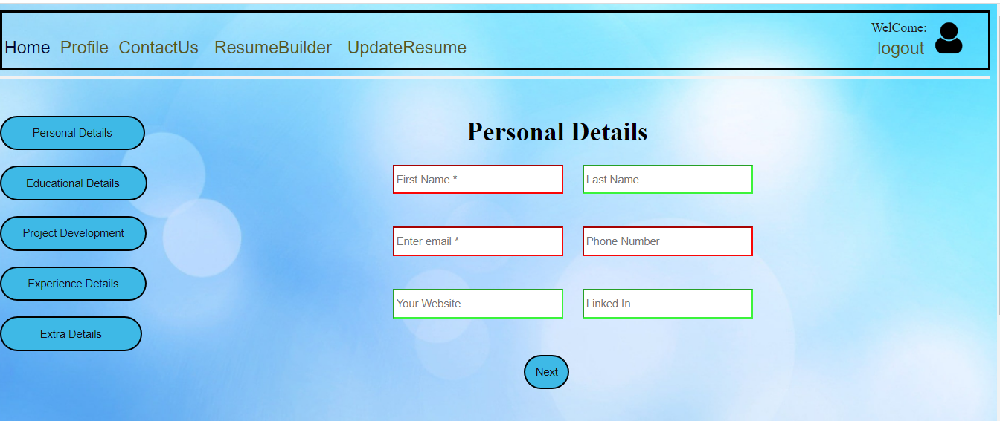 WelCome:
Home Profile ContactUs ResumeBuilder UpdateResume logout
Personal Details
Educational Details
Project Development
Experience Details
Extra Details
Personal Details
First Name * Last Name
Enter email * Phone Number
Your Website Linked In
Next